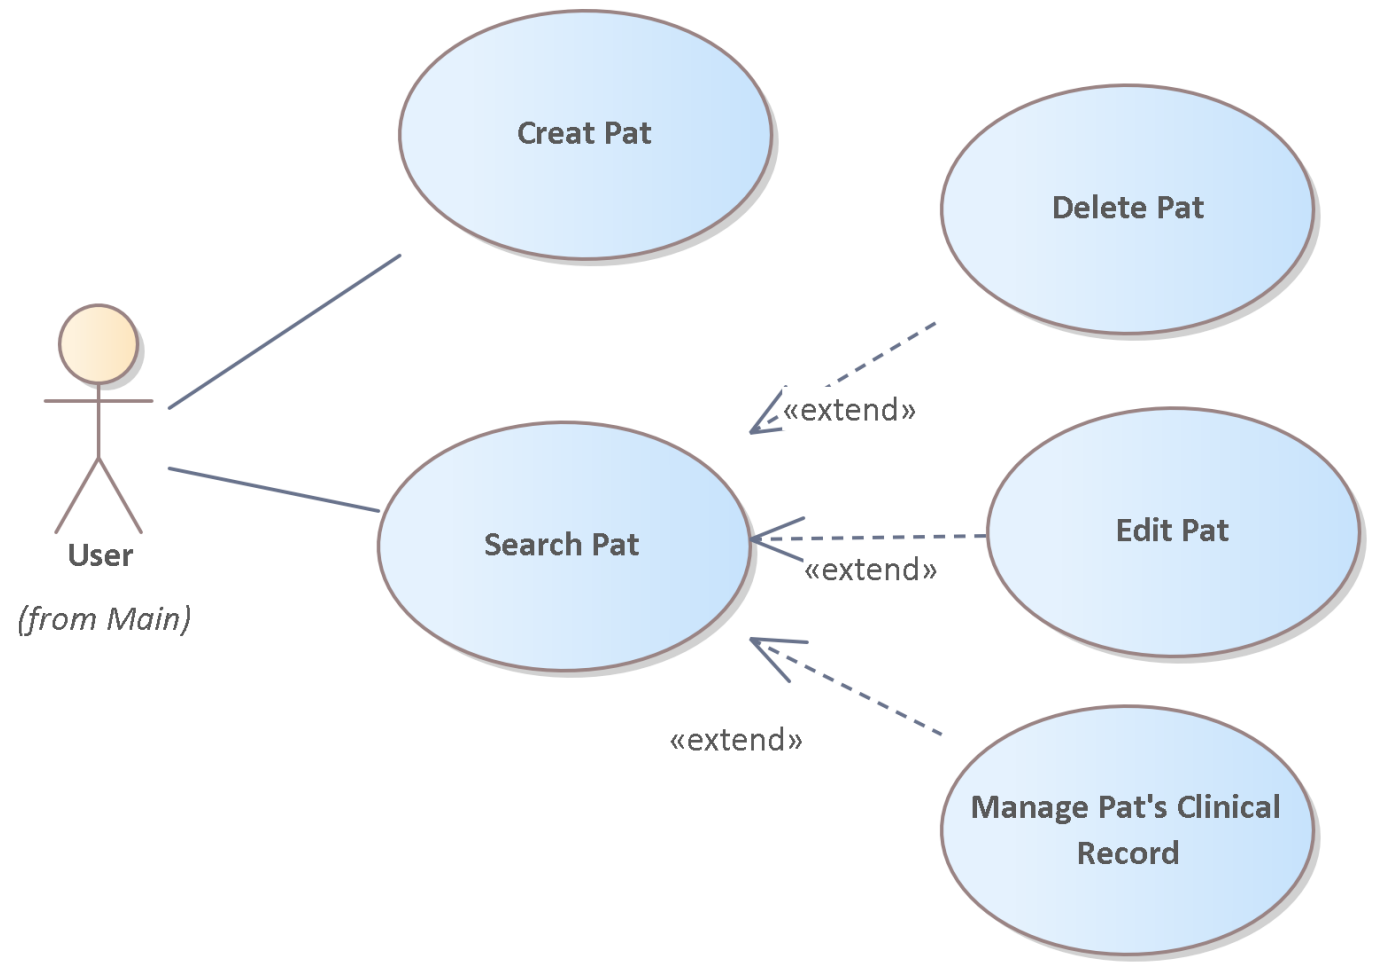 Creat Pat
Delete Pat
«extend»
User
(from Main)
Search Pat
Edit Pat
«extend»
«extend»
Manage Pat's Clinical
Record